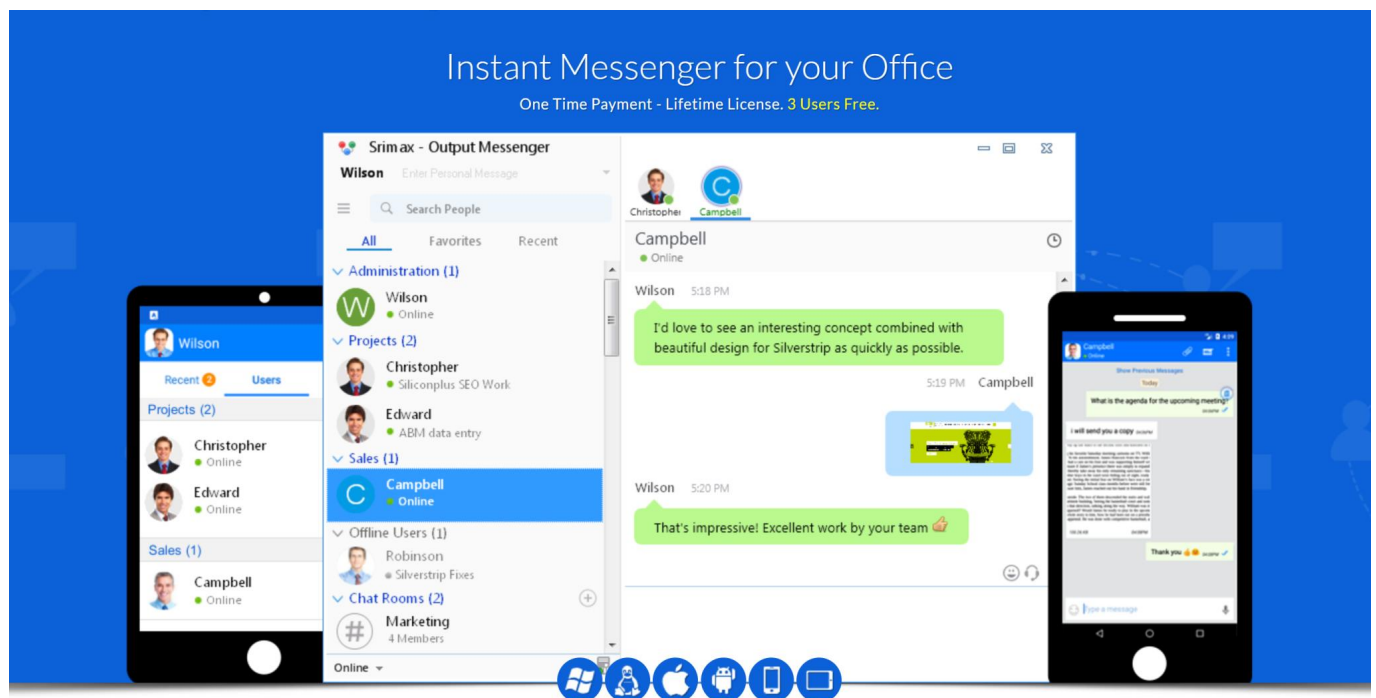 Instant Messenger for your Office
One Time Payment - Lifetime License. 3 Users Free.
Srimax - Output Messenger
Wilson Enter Personal Message
Search People
All Favorites Recent
Administration (1)
Wilson
Online
Projects (2)
Christopher
Siliconplus SEO Work
Edward
ABM data entry
Sales (1)
Campbell
Online
Offline Users (1)
Robinson
Silverstrip Fixes
Chat Rooms (2)
Marketing
4 Members
Online
Christopher Campbell
Campbell
Online
Wilson 5:18 PM
I'd love to see an interesting concept combined with
beautiful design for Silverstrip as quickly as possible.
5:19 PM Campbell
Wilson 5:20 PM
That's impressive! Excellent work by your team
Wilson
Recent 2 Users
Projects (2)
Christopher
Online
Edward
Online
Sales (1)
Campbell
Online
4:09
Campbell
Online
Show Previous Messages
Today
What is the agenda for the upcoming meeting?
i will send you a copy
Thank you
Type a message